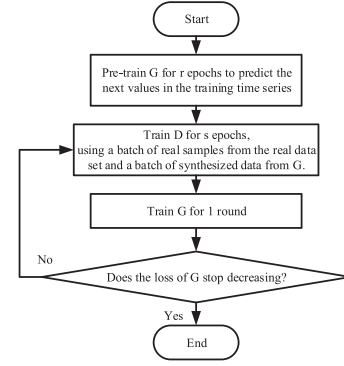 Start
Pre-train G for r epochs to predict the
next values in the training time series
Train D for s epochs,
using a batch of real samples from the real data
set and a batch of synthesized data from G.
Train G for 1 round
No
Does the loss of G stop decreasing?
Yes
End